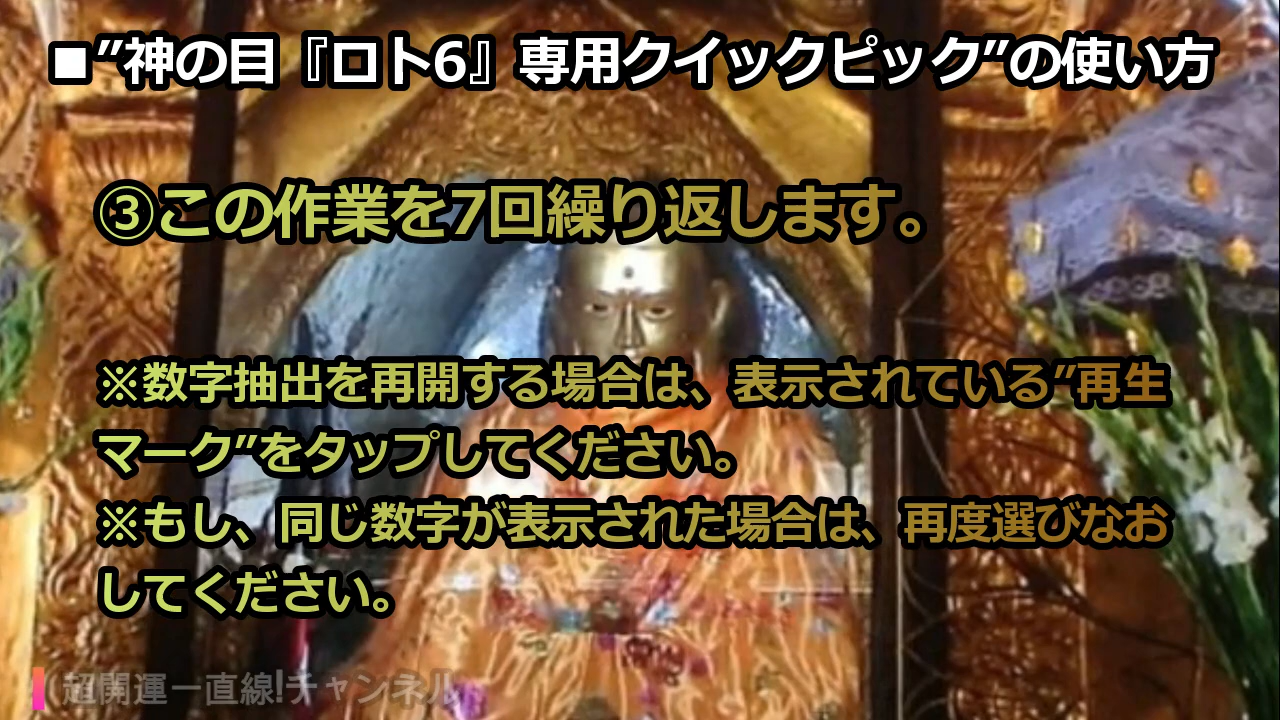 ■”神の目『ロト6』専用クイックピック”の使い方
③この作業を7回繰り返します。
※数字抽出を再開する場合は、表示されている”再生
マーク”をタップしてください。
※もし、同じ数字が表示された場合は、再度選びなお
してください。
超開運一直線!チャンネル